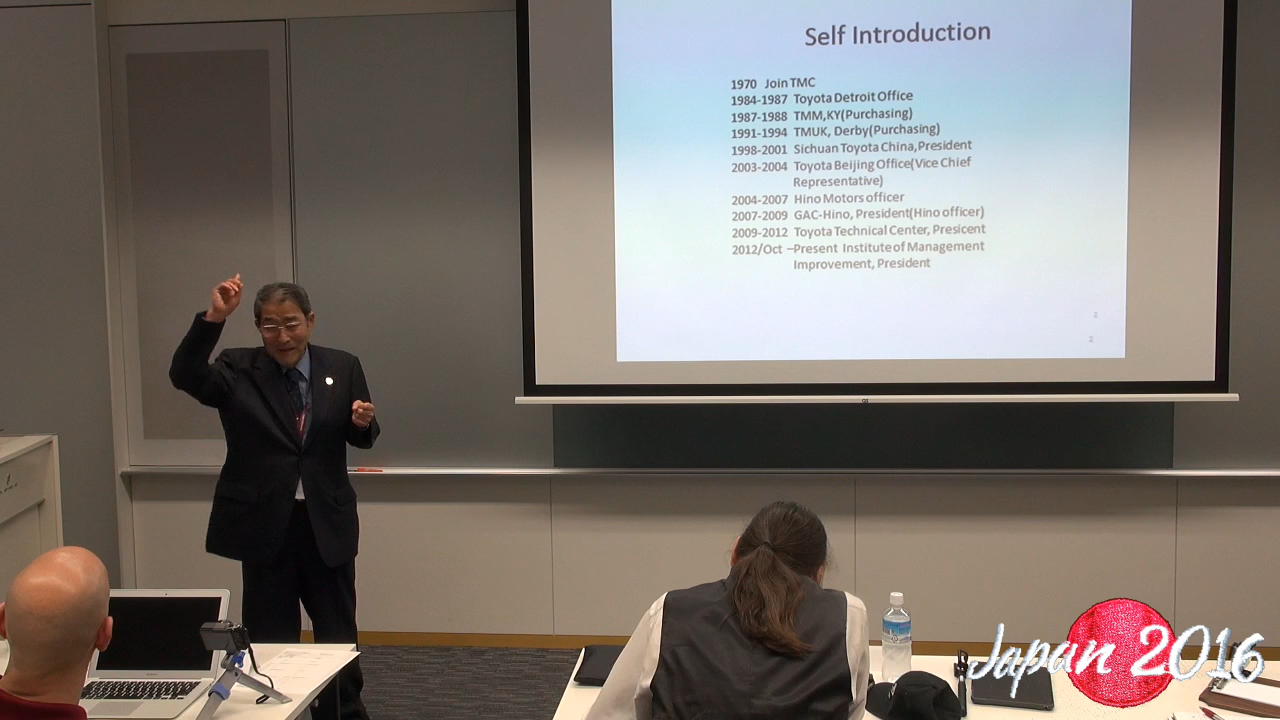 Self Introduction
1970 Join TMC
1984-1987 Toyota Detroit Office
1987-1988 TMM,KY(Purchasing)
1991-1994 TMUK, Derby(Purchasing)
1998-2001 Sichuan Toyota China,President
2003-2004 Toyota Beijing Office(Vice Chief
Representative)
2004-2007 Hino Motors officer
2007-2009 GAC-Hino, President(Hino officer)
2009-2012 Toyota Technical Center, Presicent
2012/Oct –Present Institute of Management
Improvement, President
2
2
Japan 2016